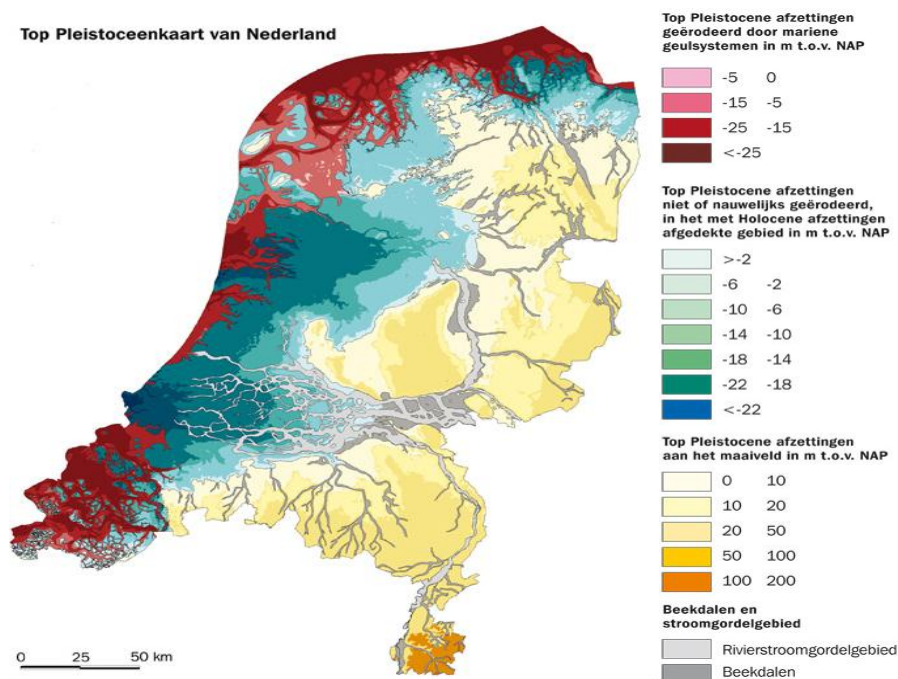 Top Pleistoceenkaart van Nederland
0 25 50 km
Top Pleistocene afzettingen
geërodeerd door mariene
geulsystemen in m t.o.v. NAP
-5 0
-15 -5
-25 -15
<-25
Top Pleistocene afzettingen
niet of nauwelijks geërodeerd,
in het met Holocene afzettingen
afgedekte gebied in m t.o.v. NAP
>-2
-6 -2
-10 -6
-14 -10
-18 -14
-22 -18
<-22
Top Pleistocene afzettingen
aan het maaiveld in m t.o.v. NAP
0 10
10 20
20 50
50 100
100 200
Beekdalen en
stroomgordelgebied
Rivierstroomgordelgebied
Beekdalen